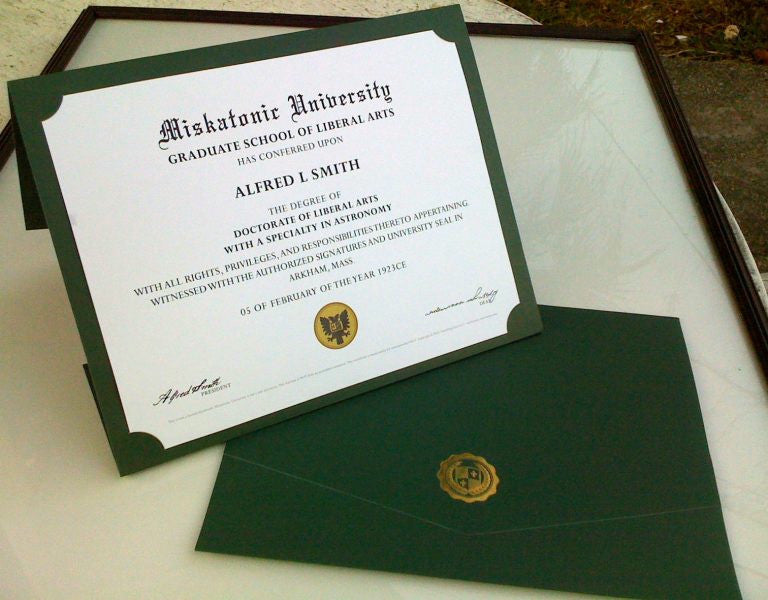 Miskatonic University
GRADUATE SCHOOL OF LIBERAL ARTS
HAS CONFERRED UPON
ALFRED L SMITH
THE DEGREE OF
DOCTORATE OF LIBERAL ARTS
WITH A SPECIALTY IN ASTRONOMY
WITH ALL RIGHTS, PRIVILEGES, AND RESPONSIBILITIES THERETO APPERTAINING
WITNESSED WITH THE AUTHORIZED SIGNATURES AND UNIVERSITY SEAL IN
ARKHAM, MASS
05 OF FEBRUARY OF THE YEAR 1923CE
Alfred Smith
PRESIDENT